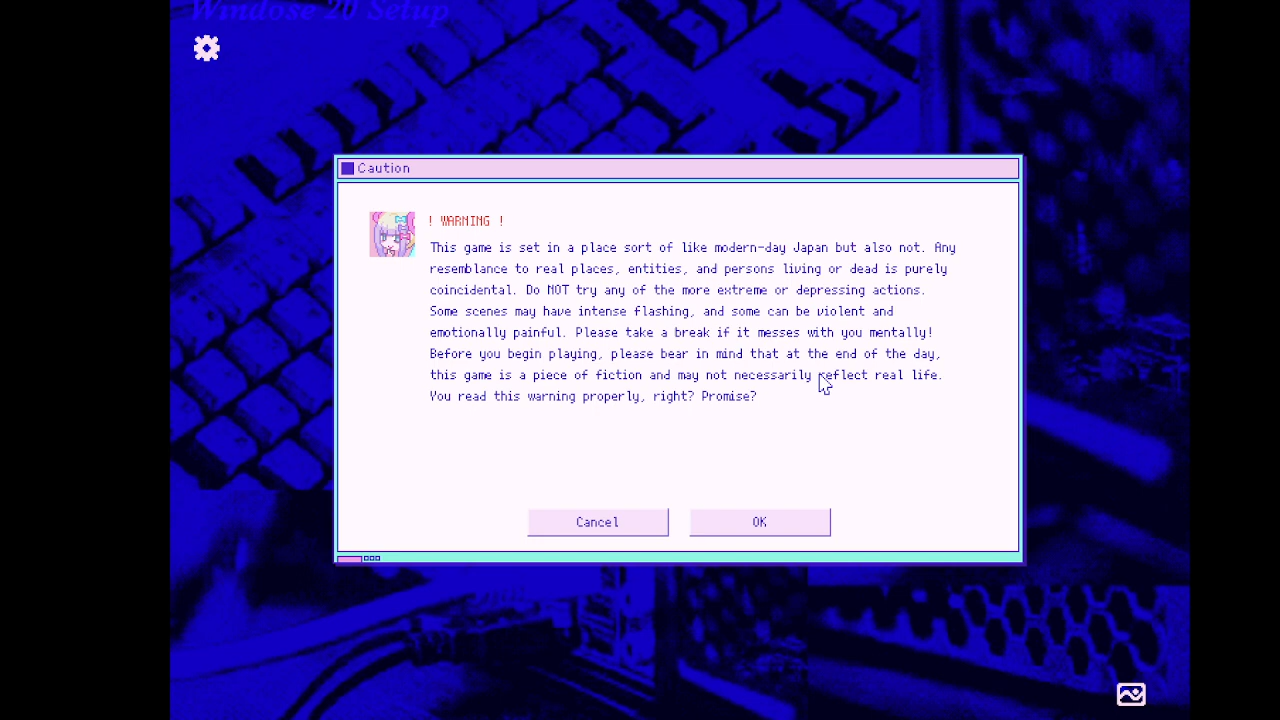 Windose 20 Setup
Caution
! WARNING !
This game is set in a place sort of like modern-day Japan but also not. Any
resemblance to real places, entities, and persons living or dead is purely
coincidental. Do NOT try any of the more extreme or depressing actions.
Some scenes may have intense flashing, and some can be violent and
emotionally painful. Please take a break if it messes with you mentally!
Before you begin playing, please bear in mind that at the end of the day,
this game is a piece of fiction and may not necessarily reflect real life.
You read this warning properly, right? Promise?
Cancel
OK